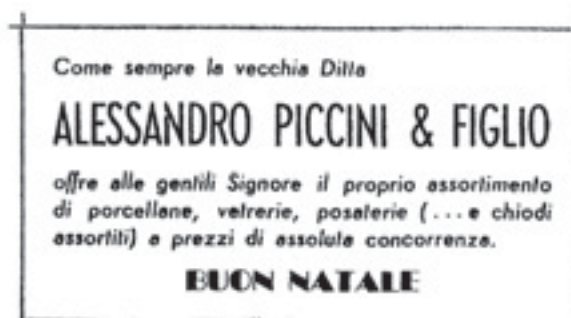 Come sempre la vecchia Ditta
ALESSANDRO PICCINI & FIGLIO
offre alle gentili Signore il proprio assortimento
di porcellane, vetrerie, posaterie (...e chiodi
assortiti) a prezzi di assoluta concorrenza.
BUON NATALE